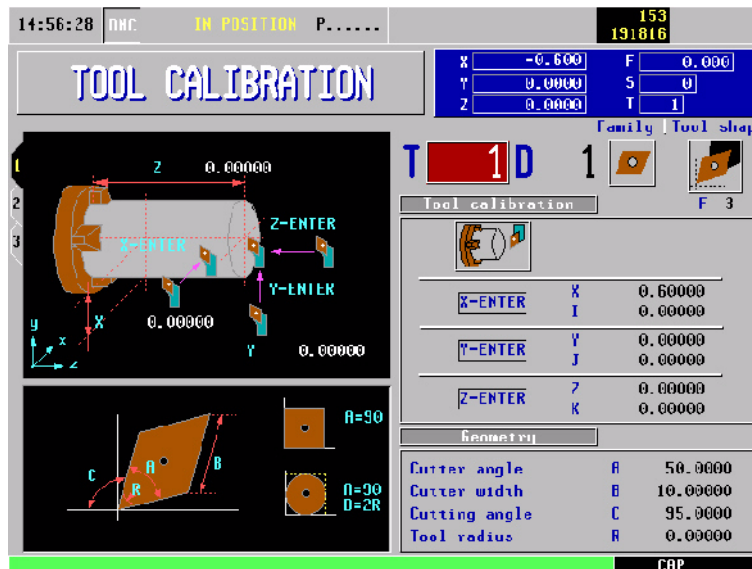 14:56:28 DNC IN POSITION P......
153
191816
TOOL CALIBRATION
X -0.600 F 0.000
Y 0.0000 S 0
Z 0.0000 T 1
Family Tool shap
T 1 D 1
F 3
1
2
3
Z 0.00000
Z-ENTER
X-ENTER
Y-ENTER
X 0.00000
Y 0.00000
y x z
Tool calibration
X-ENTER X 0.60000
I 0.00000
Y-ENTER Y 0.00000
J 0.00000
Z-ENTER Z 0.00000
K 0.00000
A=90
C A B
R
A=90
D=2R
Geometry
Cutter angle A 50.0000
Cutter width B 10.00000
Cutting angle C 95.0000
Tool radius R 0.00000
CAP